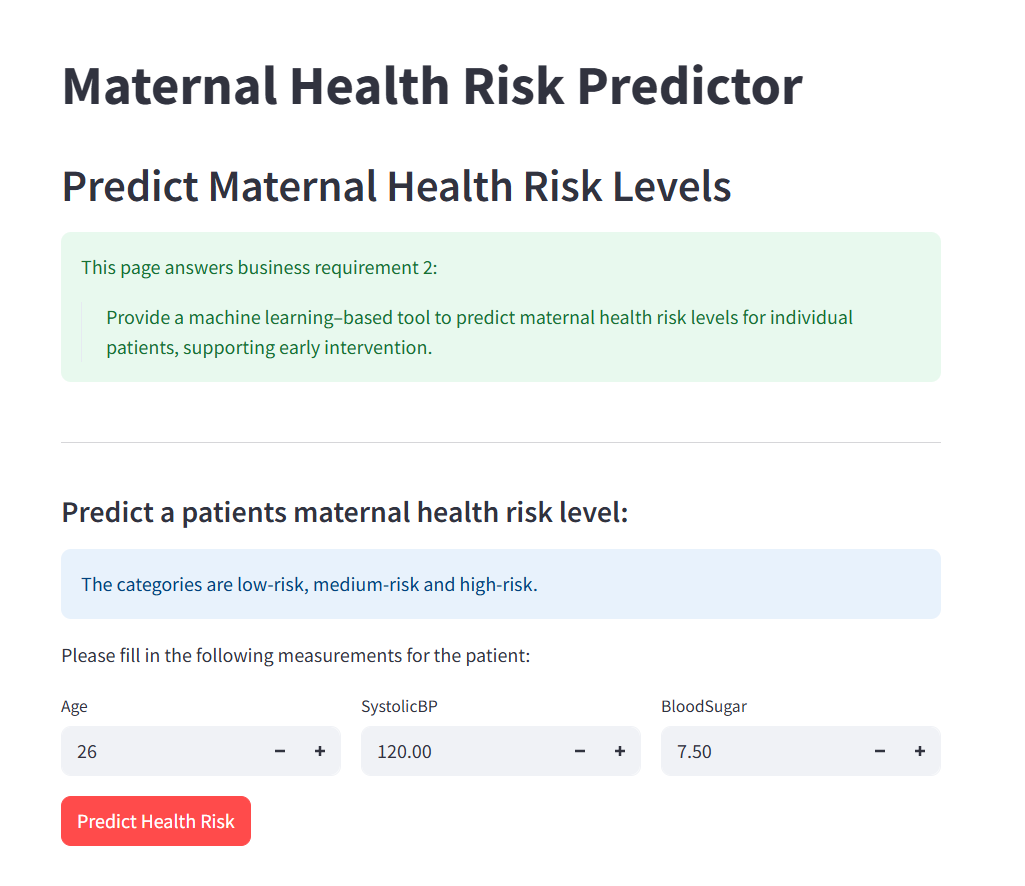 Maternal Health Risk Predictor
Predict Maternal Health Risk Levels
This page answers business requirement 2:
Provide a machine learning–based tool to predict maternal health risk levels for individual
patients, supporting early intervention.
Predict a patients maternal health risk level:
The categories are low-risk, medium-risk and high-risk.
Please fill in the following measurements for the patient:
Age SystolicBP BloodSugar
26 − + 120.00 − + 7.50 − +
Predict Health Risk